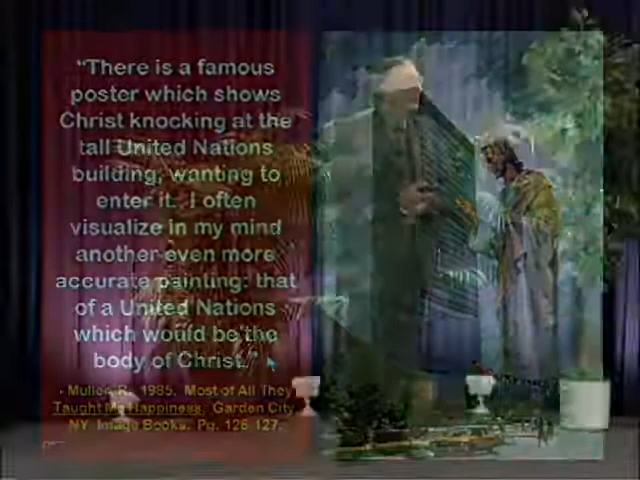 "There is a famous
poster which shows
Christ knocking at the
tall United Nations
building, wanting to
enter it. I often
visualize in my mind
another even more
accurate painting: that
of a United Nations
which would be the
body of Christ."
- Muller, R. 1985. Most of All They
Taught Me Happiness. Garden City
NY Image Books. Pg. 126-127.